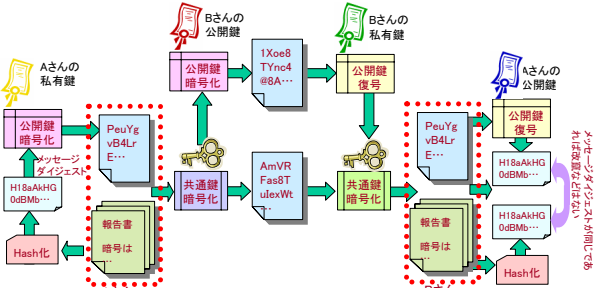 Aさんの
私有鍵
公開鍵
暗号化
メッセージ
ダイジェスト
H18aAkHG
0dBMb…
Hash化
PeuYg
vB4Lr
E…
報告書
暗号は
…
Bさんの
公開鍵
公開鍵
暗号化
共通鍵
暗号化
1Xoe8
TYnc4
@8A…
AmVR
Fas8T
uIexWt
…
Bさんの
私有鍵
公開鍵
復号
共通鍵
暗号化
PeuYg
vB4Lr
E…
報告書
暗号は
…
Aさんの
公開鍵
公開鍵
復号
H18aAkHG
0dBMb…
H18aAkHG
0dBMb…
Hash化
メッセージダイジェストが同じであ
れば改竄などはない